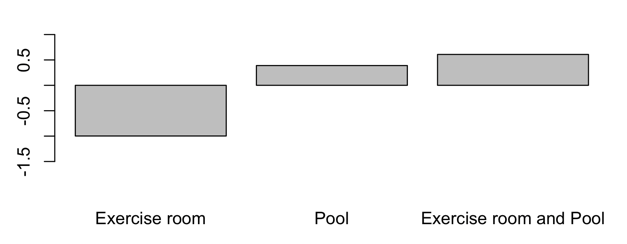 0.5
-0.5
-1.5
Exercise room
Pool
Exercise room and Pool